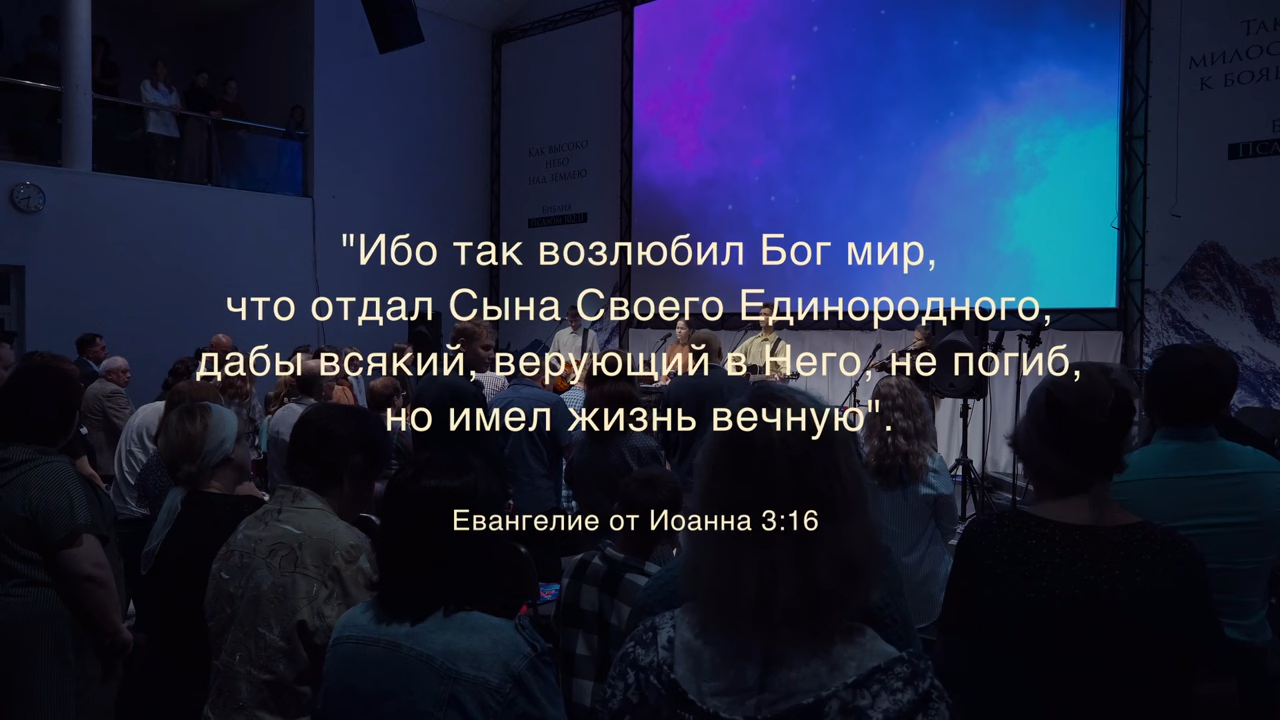 "Ибо так возлюбил Бог мир,
что отдал Сына Своего Единородного,
дабы всякий, верующий в Него, не погиб,
но имел жизнь вечную".
Евангелие от Иоанна 3:16
КАК ВЫСОКО
НЕБО
НАД ЗЕМЛЕЮ
БИБЛИЯ
К